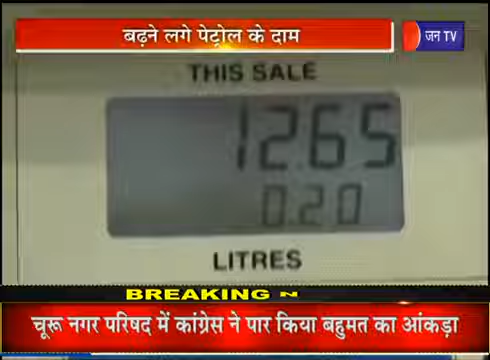 बढ़ने लगे पेट्रोल के दाम
जन TV
THIS SALE
12.65
0.20
LITRES
BREAKING N
चूरू नगर परिषद में कांग्रेस ने पार किया बहुमत का आंकड़ा